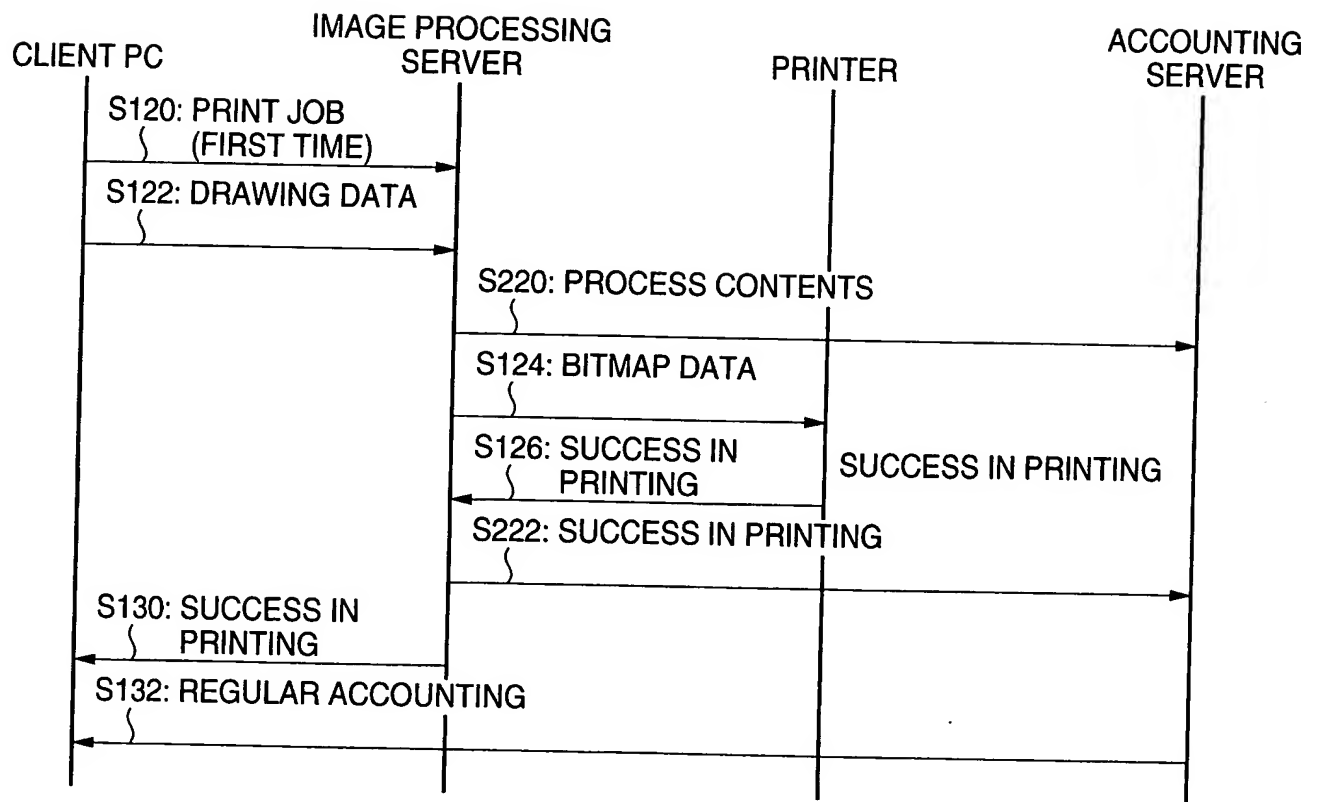 CLIENT PC
IMAGE PROCESSING
SERVER
PRINTER
ACCOUNTING
SERVER
S120: PRINT JOB
(FIRST TIME)
S122: DRAWING DATA
S220: PROCESS CONTENTS
S124: BITMAP DATA
S126: SUCCESS IN
PRINTING
SUCCESS IN PRINTING
S222: SUCCESS IN PRINTING
S130: SUCCESS IN
PRINTING
S132: REGULAR ACCOUNTING